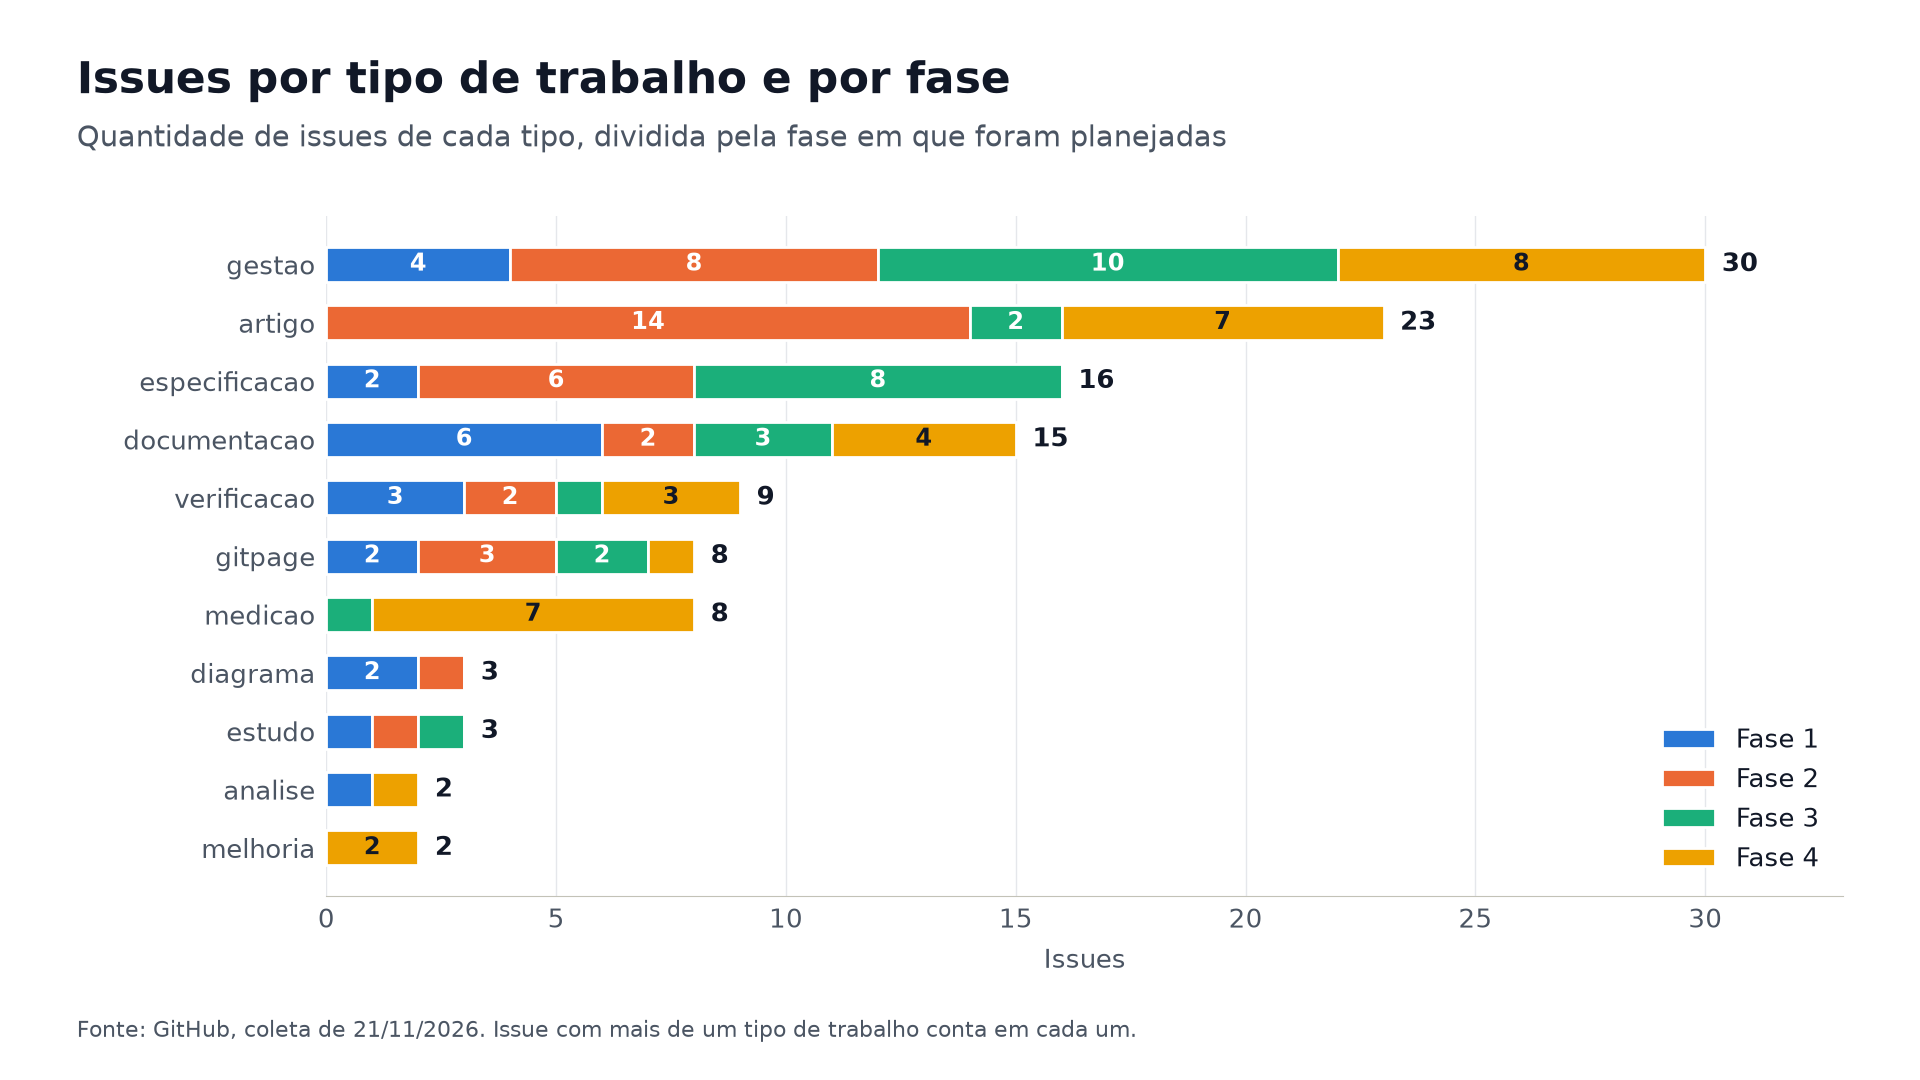 Issues por tipo de trabalho e por fase
Quantidade de issues de cada tipo, dividida pela fase em que foram planejadas
gestao 4 8 10 8 30
artigo 14 2 7 23
especificacao 2 6 8 16
documentacao 6 2 3 4 15
verificacao 3 2 3 9
gitpage 2 3 2 8
medicao 7 8
diagrama 2 3
estudo 3
analise 2
melhoria 2 2
Fase 1
Fase 2
Fase 3
Fase 4
0 5 10 15 20 25 30
Issues
Fonte: GitHub, coleta de 21/11/2026. Issue com mais de um tipo de trabalho conta em cada um.